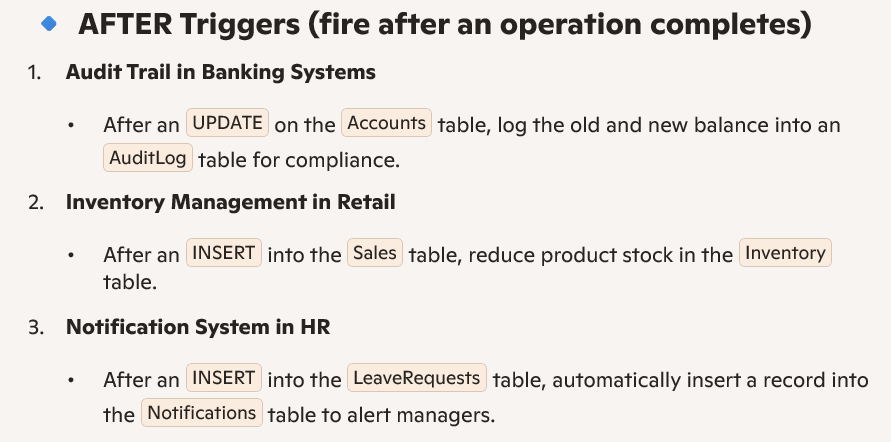 AFTER Triggers (fire after an operation completes)
1. Audit Trail in Banking Systems
• After an UPDATE on the Accounts table, log the old and new balance into an
AuditLog table for compliance.
2. Inventory Management in Retail
• After an INSERT into the Sales table, reduce product stock in the Inventory
table.
3. Notification System in HR
• After an INSERT into the LeaveRequests table, automatically insert a record into
the Notifications table to alert managers.